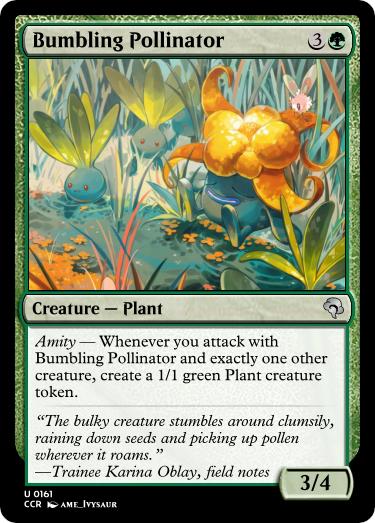 Bumbling Pollinator 3
Creature — Plant
Amity — Whenever you attack with
Bumbling Pollinator and exactly one other
creature, create a 1/1 green Plant creature
token.
“The bulky creature stumbles around clumsily,
raining down seeds and picking up pollen
wherever it roams.”
—Trainee Karina Oblay, field notes
3/4
U 0161
CCR AME_IVYSAUR